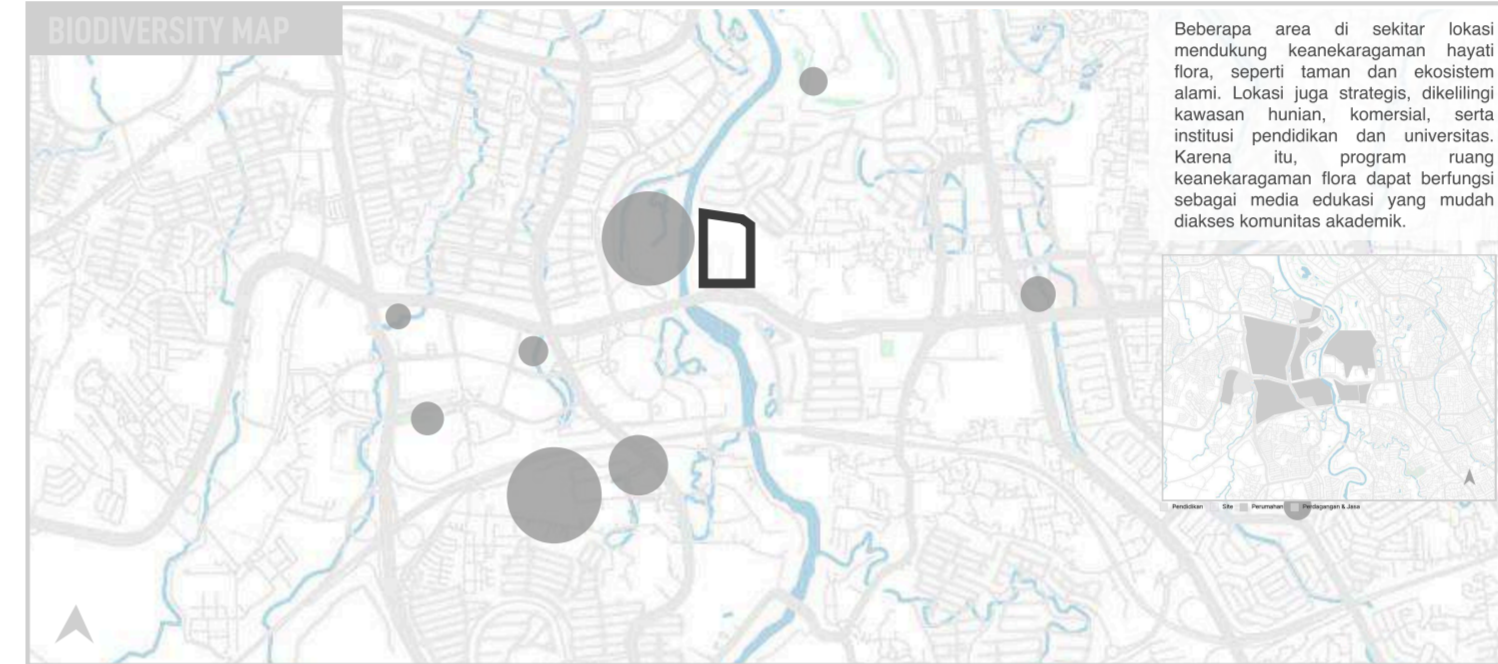 BIODIVERSITY MAP
Beberapa area di sekitar lokasi
mendukung keanekaragaman hayati
flora, seperti taman dan ekosistem
alami. Lokasi juga strategis, dikelilingi
kawasan hunian, komersial, serta
institusi pendidikan dan universitas.
Karena itu, program ruang
keanekaragaman flora dapat berfungsi
sebagai media edukasi yang mudah
diakses komunitas akademik.
Pendidikan Site Perumahan Perdagangan & Jasa